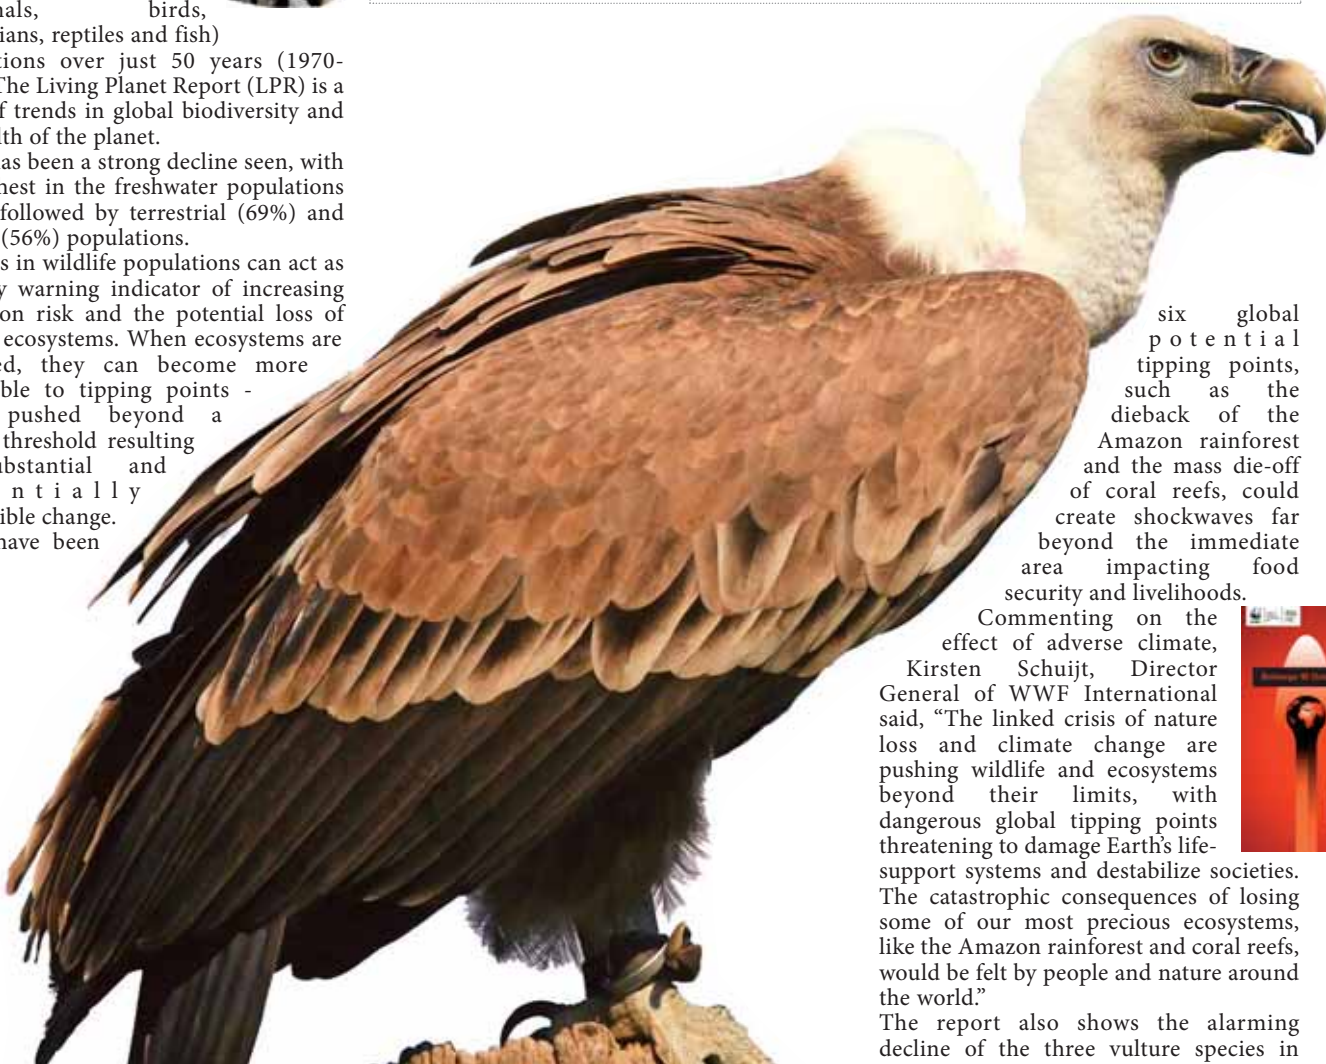 nals, birds,
ians, reptiles and fish)
tions over just 50 years (1970-
The Living Planet Report (LPR) is a
f trends in global biodiversity and
lth of the planet.
as been a strong decline seen, with
nest in the freshwater populations
followed by terrestrial (69%) and
(56%) populations.
s in wildlife populations can act as
y warning indicator of increasing
on risk and the potential loss of
ecosystems. When ecosystems are
ed, they can become more
ble to tipping points -
pushed beyond a
threshold resulting
ubstantial and
ntially
ible change.
have been
six global
potential
tipping points,
such as the
dieback of the
Amazon rainforest
and the mass die-off
of coral reefs, could
create shockwaves far
beyond the immediate
area impacting food
security and livelihoods.
Commenting on the
effect of adverse climate,
Kirsten Schuijt, Director
General of WWF International
said, “The linked crisis of nature
loss and climate change are
pushing wildlife and ecosystems
beyond their limits, with
dangerous global tipping points
threatening to damage Earth’s life-
support systems and destabilize societies.
The catastrophic consequences of losing
some of our most precious ecosystems,
like the Amazon rainforest and coral reefs,
would be felt by people and nature around
the world.”
The report also shows the alarming
decline of the three vulture species in